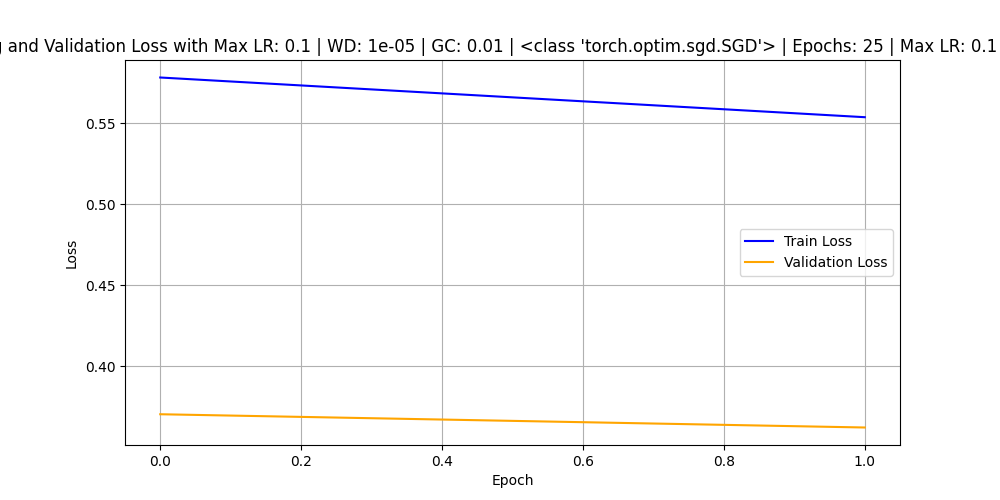 and Validation Loss with Max LR: 0.1 | WD: 1e-05 | GC: 0.01 | <class 'torch.optim.sgd.SGD'> | Epochs: 25 | Max LR: 0.1
0.55
0.50
0.45
0.40
Loss
Train Loss
Validation Loss
0.0 0.2 0.4 0.6 0.8 1.0
Epoch